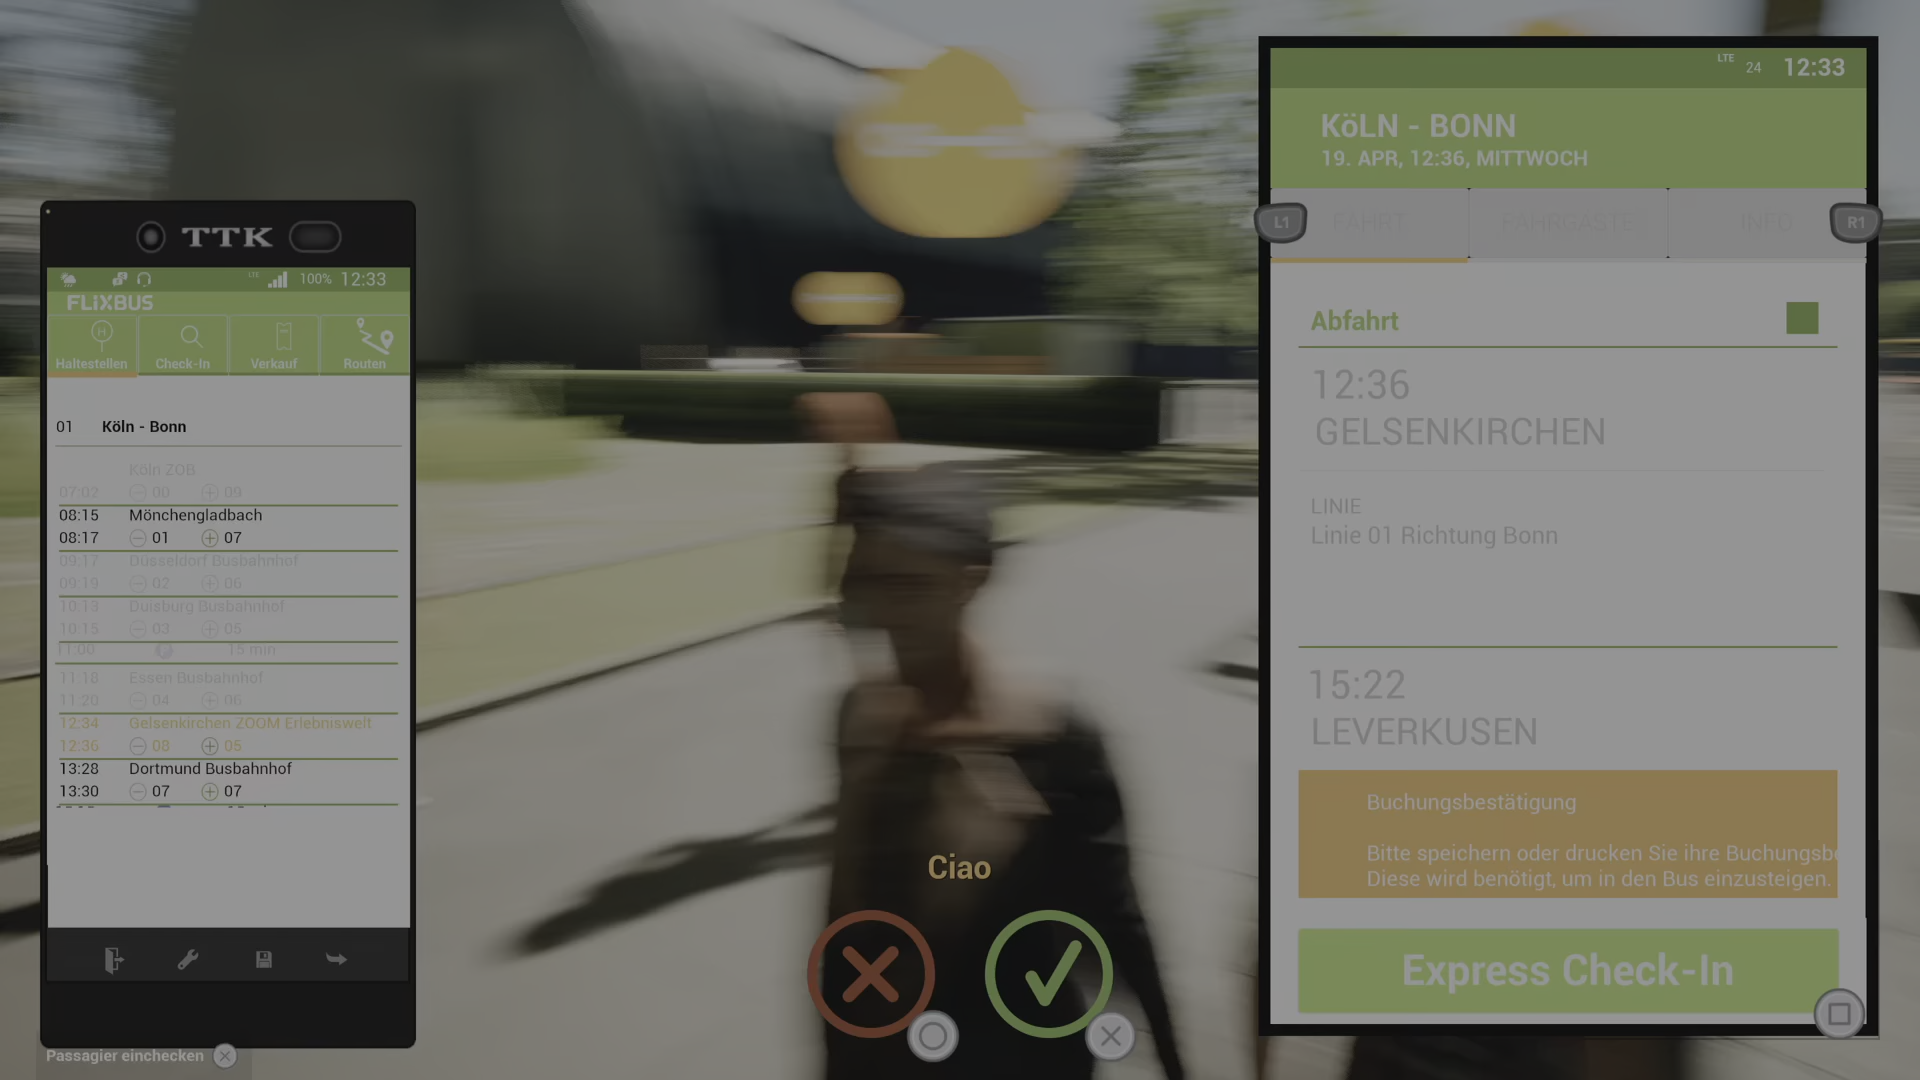 TTK
100% 12:33
FLiXBUS
Haltestellen
Check-In
Verkauf
Routen
01 Köln - Bonn
Köln ZOB
07:02 00 09
08:15 Mönchengladbach
08:17 01 07
09:17 Düsseldorf Busbahnhof
09:19 02 06
10:13 Duisburg Busbahnhof
10:15 03 05
11:00 P 15 min
11:18 Essen Busbahnhof
11:20 04 06
12:34 Gelsenkirchen ZOOM Erlebniswelt
12:36 08 05
13:28 Dortmund Busbahnhof
13:30 07 07
Passagier einchecken
Ciao
LTE 24 12:33
KöLN - BONN
19. APR, 12:36, MITTWOCH
L1 FAHRT FAHRGÄSTE INFO R1
Abfahrt
12:36
GELSENKIRCHEN
LINIE
Linie 01 Richtung Bonn
15:22
LEVERKUSEN
Buchungsbestätigung
Bitte speichern oder drucken Sie ihre Buchungsb
Diese wird benötigt, um in den Bus einzusteigen.
Express Check-In